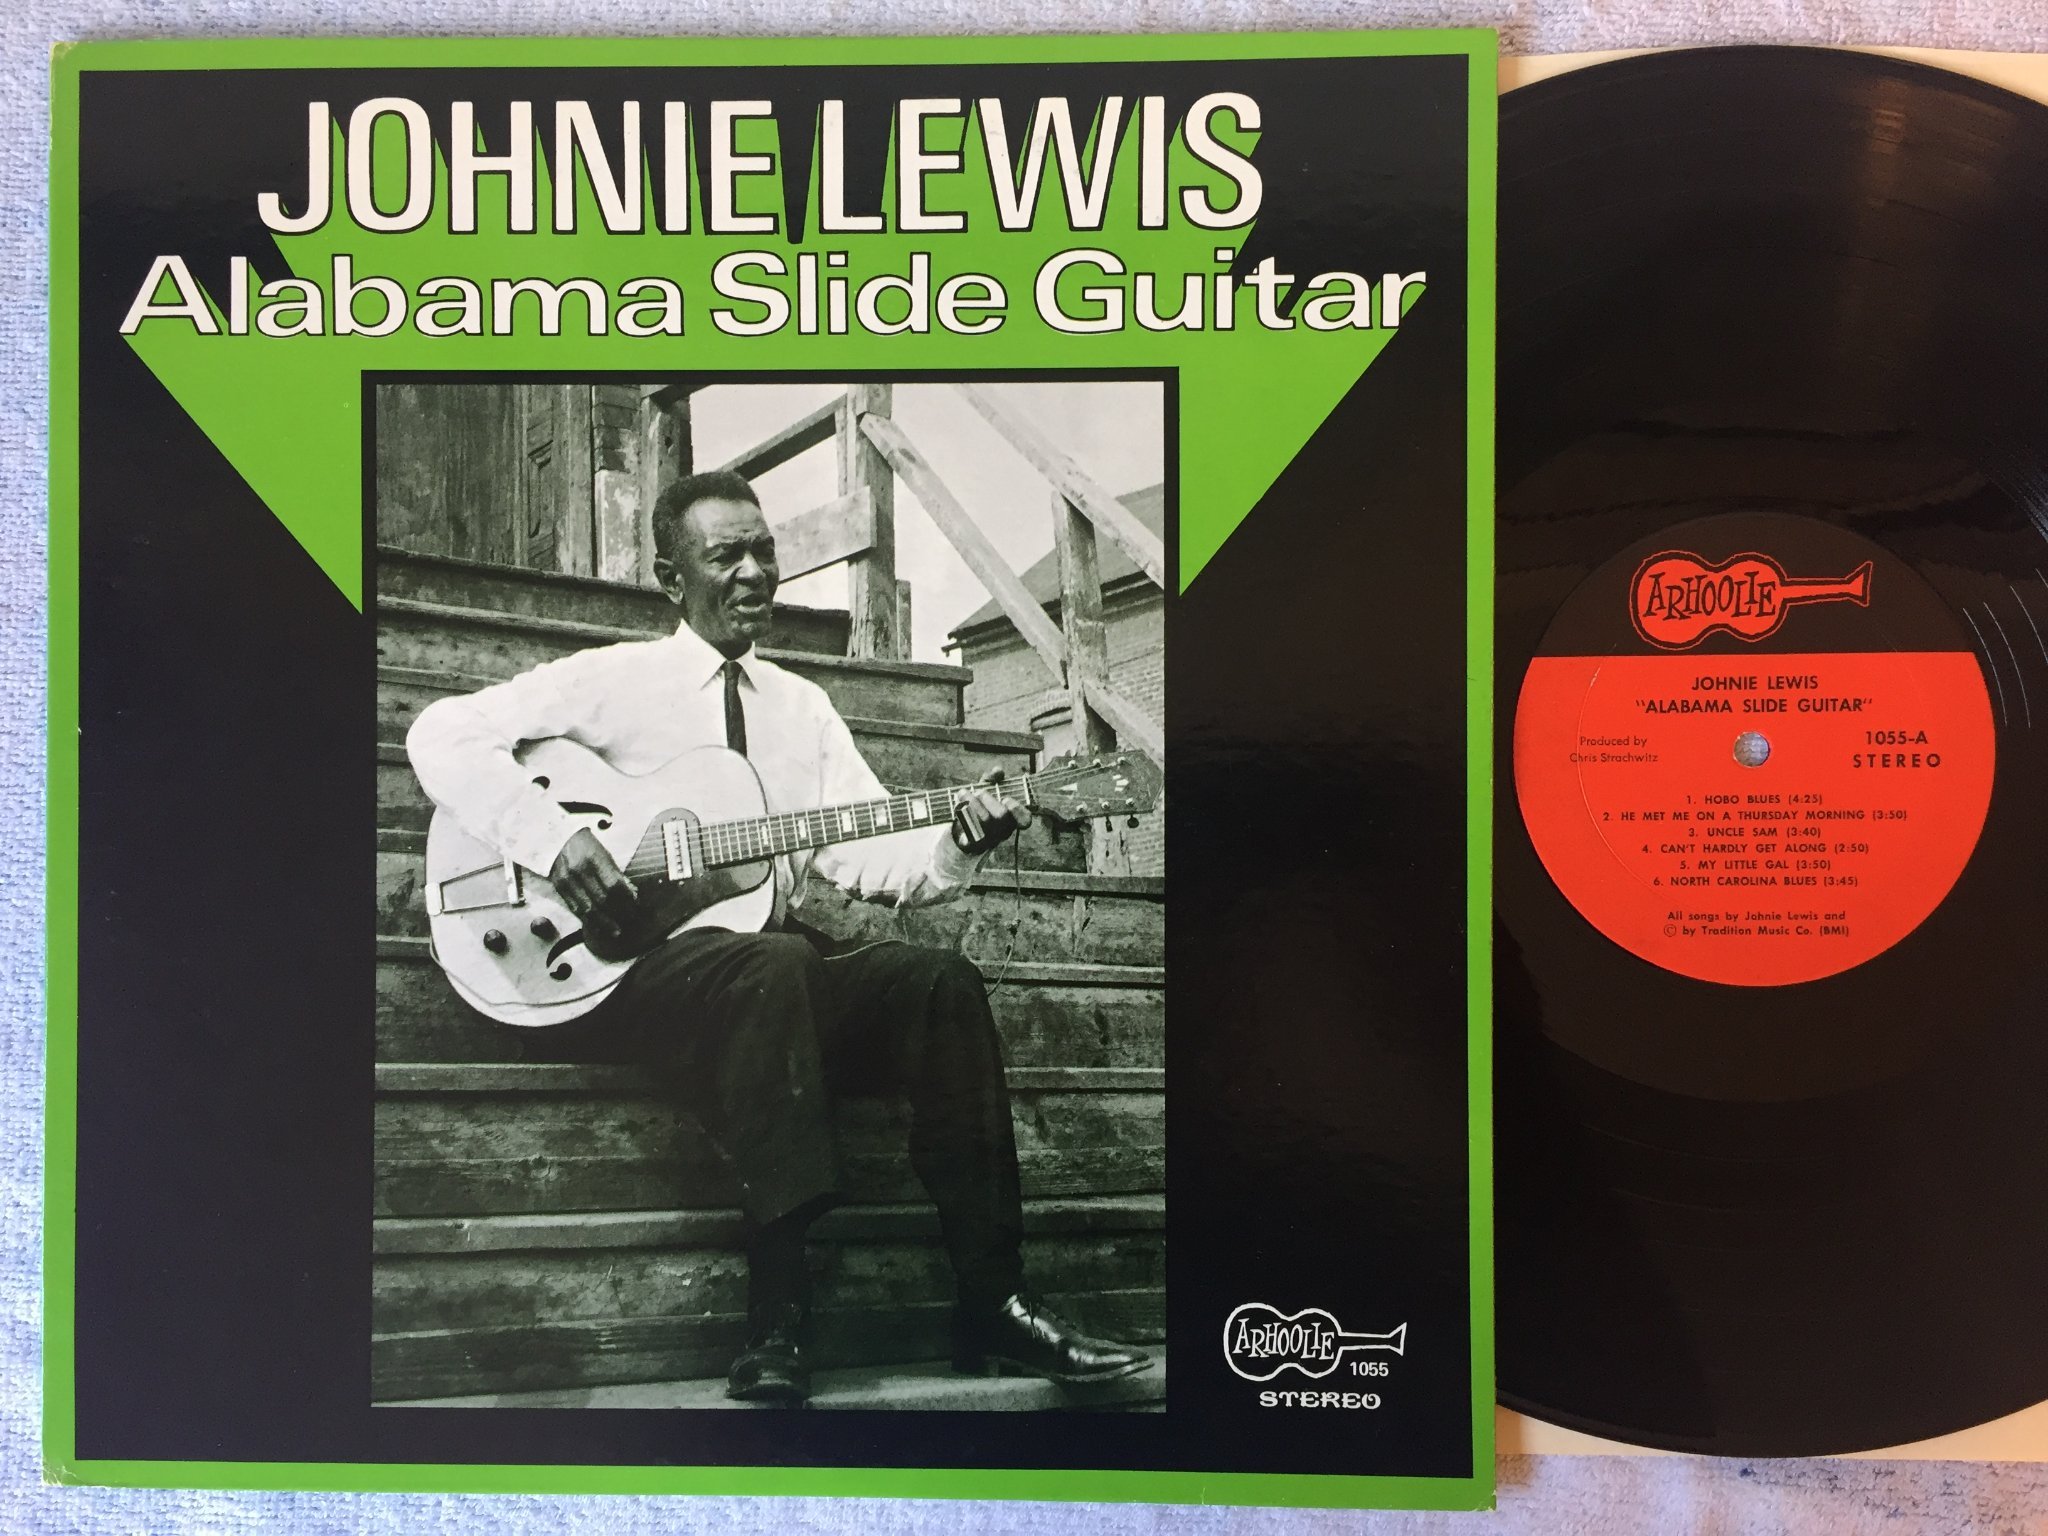 JOHNIE LEWIS
Alabama Slide Guitar
ARHOOLIE
1055
STEREO
ARHOOLIE
JOHNIE LEWIS
"ALABAMA SLIDE GUITAR"
Produced by
Chris Strachwitz
1055-A
STEREO
1. HOBO BLUES (4:25)
2. HE MET ME ON A THURSDAY MORNING (3:50)
3. UNCLE SAM (3:40)
4. CAN'T HARDLY GET ALONG (2:50)
5. MY LITTLE GAL (3:50)
6. NORTH CAROLINA BLUES (3:45)
All songs by Johnie Lewis and
© by Tradition Music Co. (BMI)